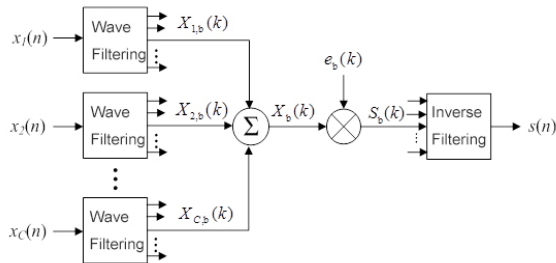 x1(n)
Wave
Filtering
X1,b(k)
x2(n)
Wave
Filtering
X2,b(k)
Σ
Xb(k)
eb(k)
Sb(k)
Inverse
Filtering
s(n)
xC(n)
Wave
Filtering
XC,b(k)